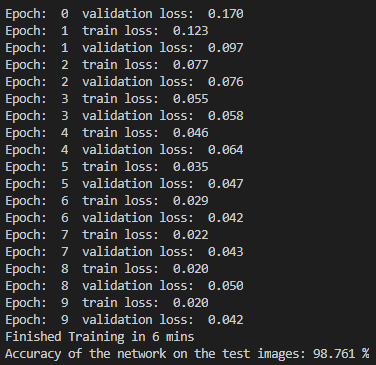 Epoch:  0  validation loss:  0.170
Epoch:  1  train loss:  0.123
Epoch:  1  validation loss:  0.097
Epoch:  2  train loss:  0.077
Epoch:  2  validation loss:  0.076
Epoch:  3  train loss:  0.055
Epoch:  3  validation loss:  0.058
Epoch:  4  train loss:  0.046
Epoch:  4  validation loss:  0.064
Epoch:  5  train loss:  0.035
Epoch:  5  validation loss:  0.047
Epoch:  6  train loss:  0.029
Epoch:  6  validation loss:  0.042
Epoch:  7  train loss:  0.022
Epoch:  7  validation loss:  0.043
Epoch:  8  train loss:  0.020
Epoch:  8  validation loss:  0.050
Epoch:  9  train loss:  0.020
Epoch:  9  validation loss:  0.042
Finished Training in 6 mins
Accuracy of the network on the test images: 98.761 %